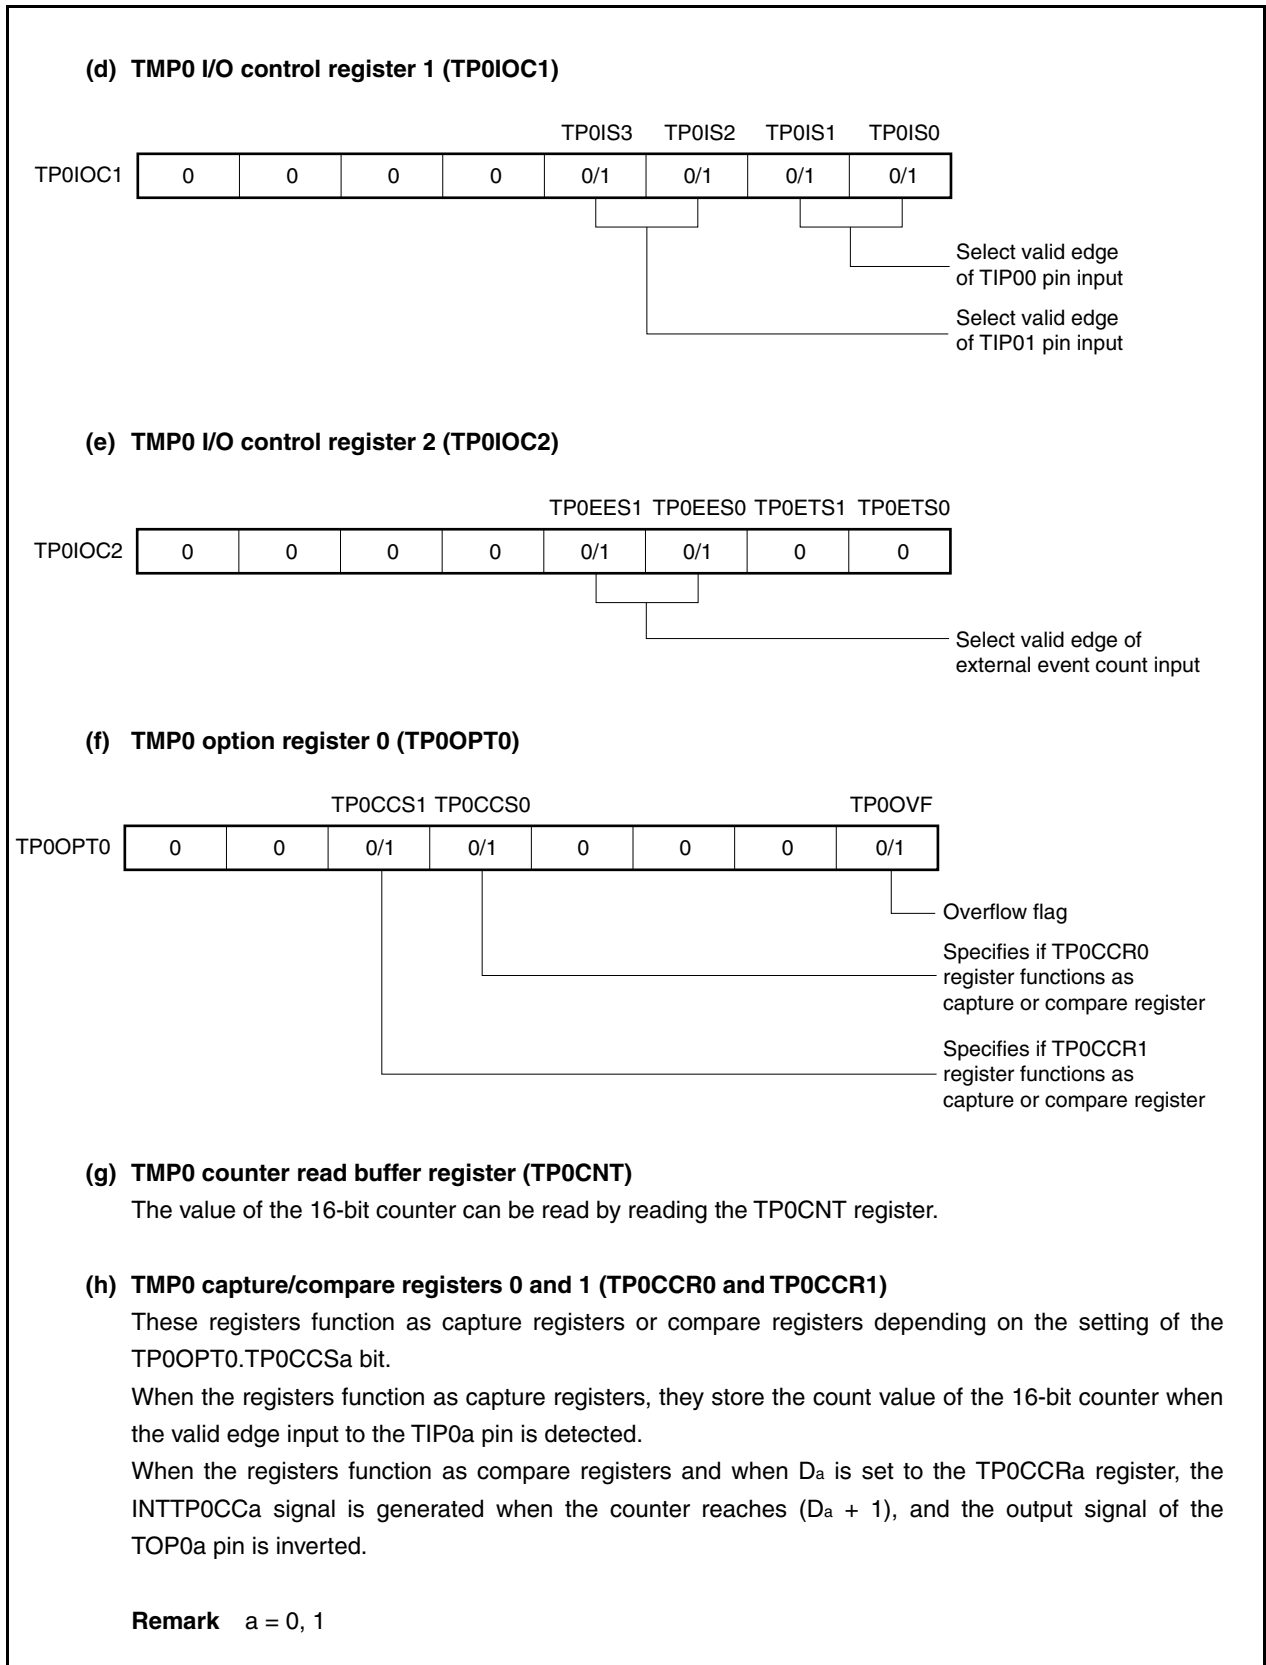 (d) TMP0 I/O control register 1 (TP0IOC1)
TP0IS3 TP0IS2 TP0IS1 TP0IS0
TP0IOC1 0 0 0 0 0/1 0/1 0/1 0/1
Select valid edge
of TIP00 pin input
Select valid edge
of TIP01 pin input
(e) TMP0 I/O control register 2 (TP0IOC2)
TP0EES1 TP0EES0 TP0ETS1 TP0ETS0
TP0IOC2 0 0 0 0 0/1 0/1 0 0
Select valid edge of
external event count input
(f) TMP0 option register 0 (TP0OPT0)
TP0CCS1 TP0CCS0 TP0OVF
TP0OPT0 0 0 0/1 0/1 0 0 0 0/1
Overflow flag
Specifies if TP0CCR0
register functions as
capture or compare register
Specifies if TP0CCR1
register functions as
capture or compare register
(g) TMP0 counter read buffer register (TP0CNT)
The value of the 16-bit counter can be read by reading the TP0CNT register.
(h) TMP0 capture/compare registers 0 and 1 (TP0CCR0 and TP0CCR1)
These registers function as capture registers or compare registers depending on the setting of the
TP0OPT0.TP0CCSa bit.
When the registers function as capture registers, they store the count value of the 16-bit counter when
the valid edge input to the TIP0a pin is detected.
When the registers function as compare registers and when Da is set to the TP0CCRa register, the
INTTP0CCa signal is generated when the counter reaches (Da + 1), and the output signal of the
TOP0a pin is inverted.
Remark a = 0, 1